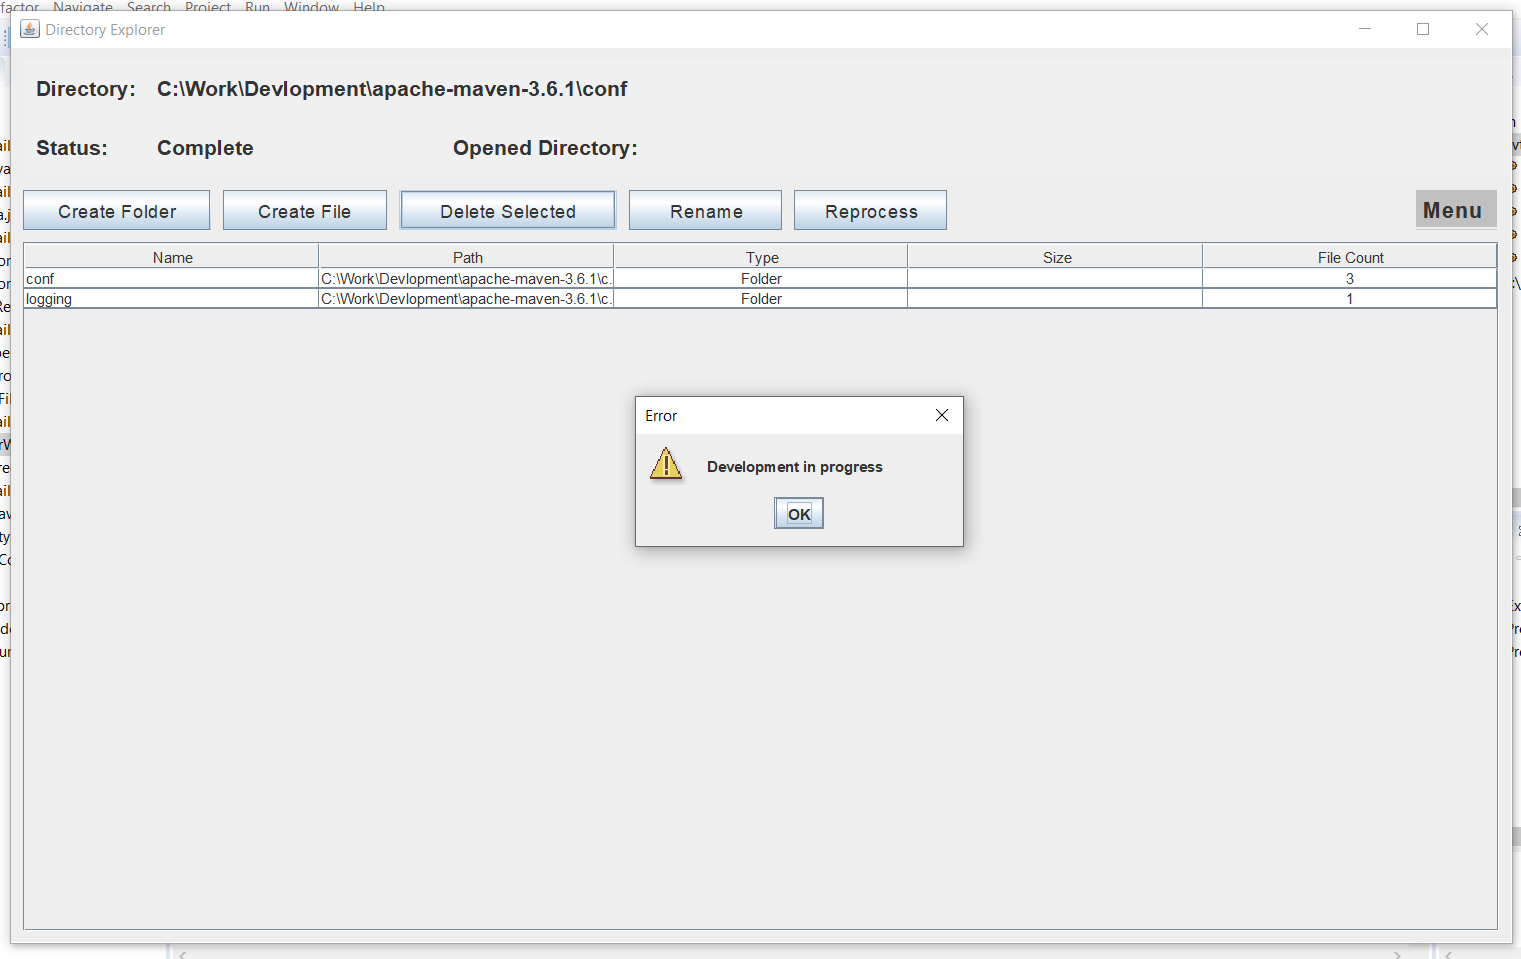 factor Navigate Search Project Run Window Help
Directory Explorer
Directory: C:\Work\Devlopment\apache-maven-3.6.1\conf
Status: Complete Opened Directory:
Create Folder Create File Delete Selected Rename Reprocess Menu
Name Path Type Size File Count
conf C:\Work\Devlopment\apache-maven-3.6.1\c. Folder 3
logging C:\Work\Devlopment\apache-maven-3.6.1\c. Folder 1
Error
Development in progress
OK